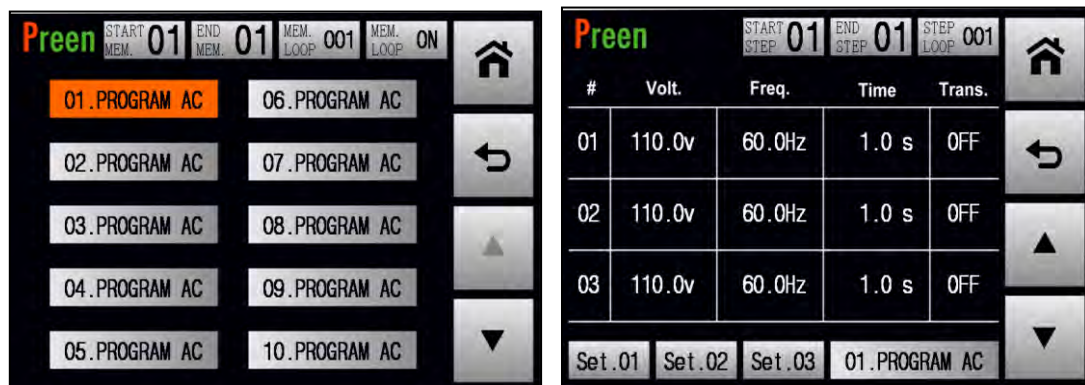 Preen START MEM. 01 END MEM. 01 MEM. LOOP 001 MEM. LOOP ON
01.PROGRAM AC 06.PROGRAM AC
02.PROGRAM AC 07.PROGRAM AC
03.PROGRAM AC 08.PROGRAM AC
04.PROGRAM AC 09.PROGRAM AC
05.PROGRAM AC 10.PROGRAM AC
Preen START STEP 01 END STEP 01 STEP LOOP 001
# Volt. Freq. Time Trans.
01 110.0v 60.0Hz 1.0 s OFF
02 110.0v 60.0Hz 1.0 s OFF
03 110.0v 60.0Hz 1.0 s OFF
Set.01 Set.02 Set.03 01.PROGRAM AC